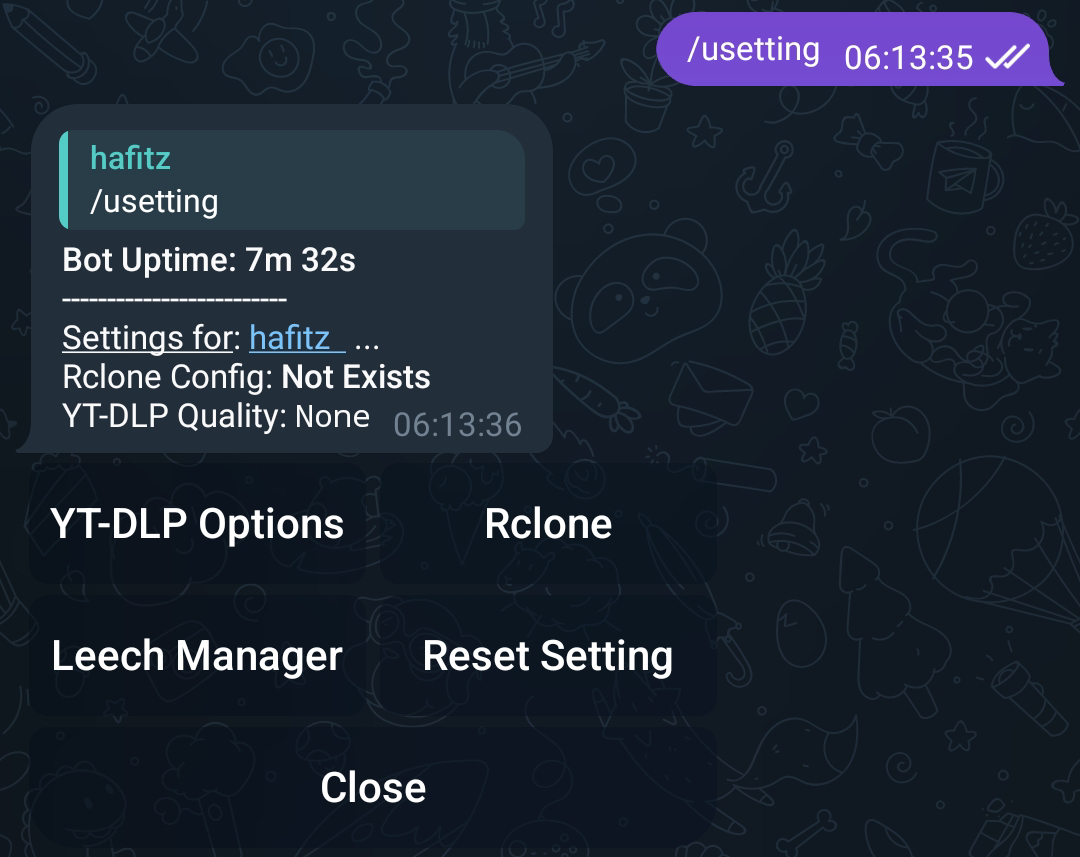 /usetting 06:13:35
hafitz
/usetting
Bot Uptime: 7m 32s
-------------------------
Settings for: hafitz_ ...
Rclone Config: Not Exists
YT-DLP Quality: None 06:13:36
YT-DLP Options
Rclone
Leech Manager
Reset Setting
Close